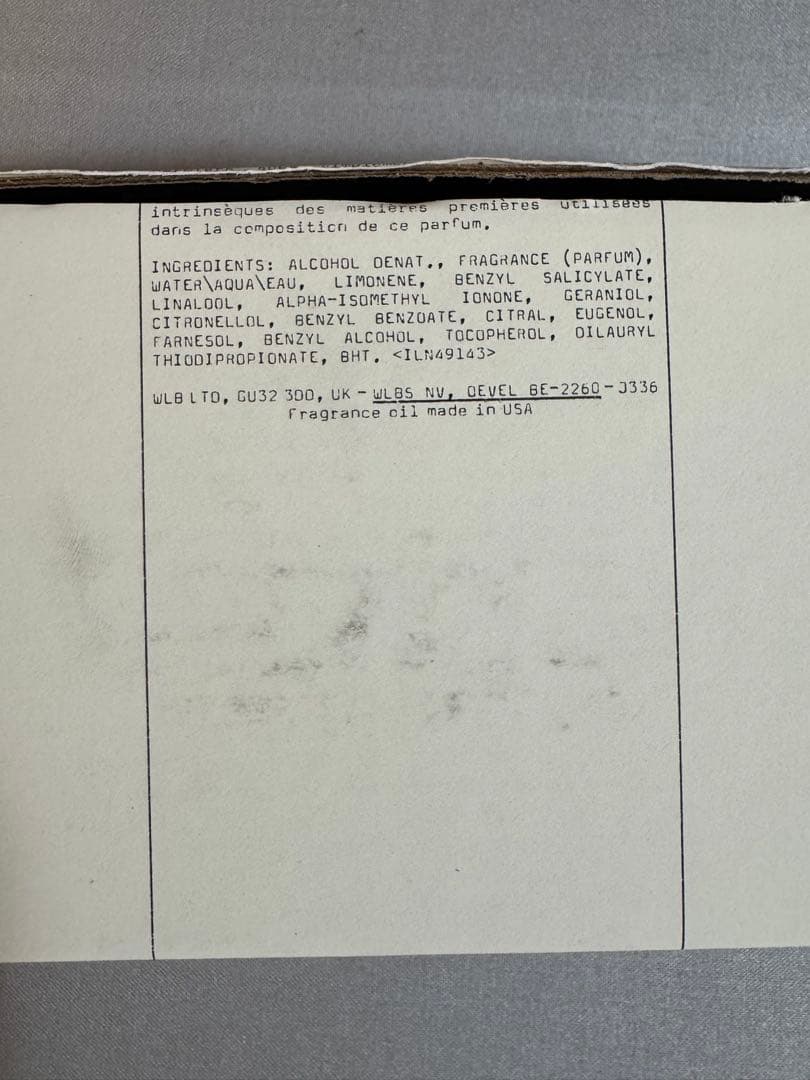 intrinsèques des matières premières utilisées
dans la composition de ce parfum.
INGREDIENTS: ALCOHOL DENAT., FRAGRANCE (PARFUM),
WATER\AQUA\EAU, LIMONENE, BENZYL SALICYLATE,
LINALOOL, ALPHA-ISOMETHYL IONONE, GERANIOL,
CITRONELLOL, BENZYL BENZOATE, CITRAL, EUGENOL,
FARNESOL, BENZYL ALCOHOL, TOCOPHEROL, DILAURYL
THIODIPROPIONATE, BHT. <ILN49143>
WLB LTD, GU32 3DD, UK - WLBS NV, OEVEL BE-2260-0336
Fragrance oil made in USA